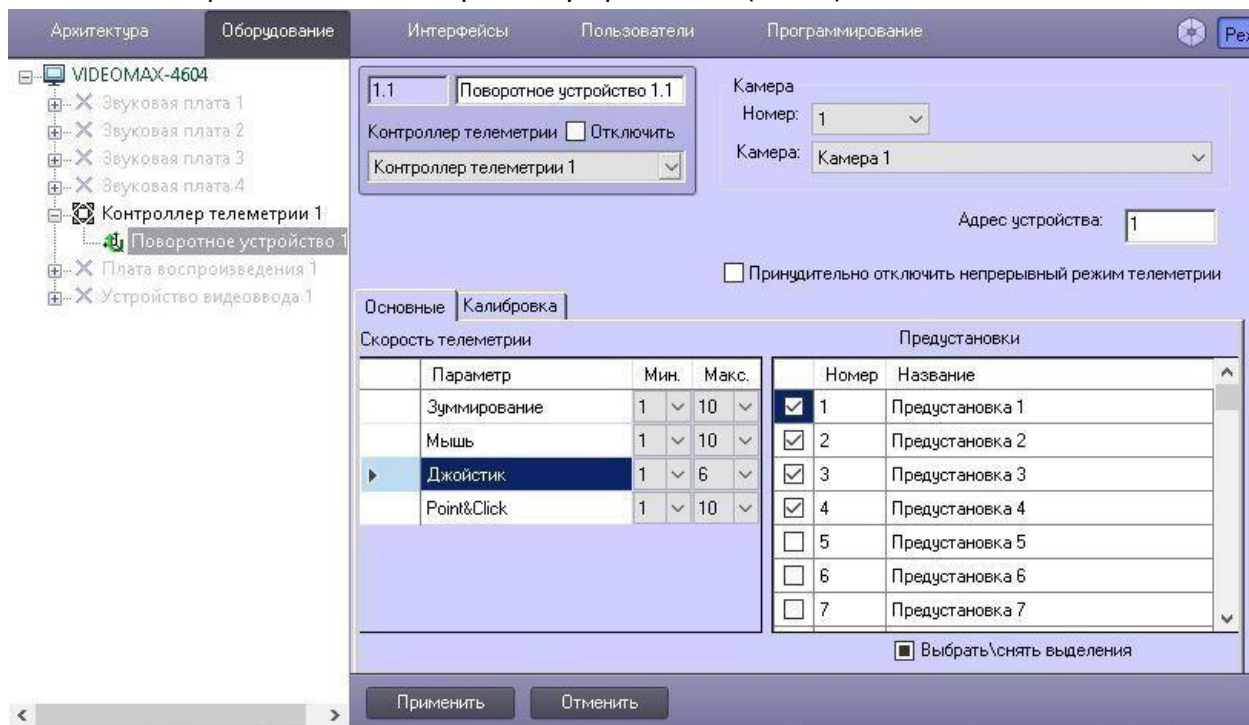 Архитектура Оборудование Интерфейсы Пользователи Программирование
VIDEOMAX-4604
Звуковая плата 1
Звуковая плата 2
Звуковая плата 3
Звуковая плата 4
Контроллер телеметрии 1
Поворотное устройство 1
Плата воспроизведения 1
Устройство видеоввода 1
1.1 Поворотное устройство 1.1
Контроллер телеметрии Отключить
Контроллер телеметрии 1
Камера
Номер: 1
Камера: Камера 1
Адрес устройства: 1
Принудительно отключить непрерывный режим телеметрии
Основные Калибровка
Скорость телеметрии
Параметр Мин. Макс.
Зуммирование 1 10
Мышь 1 10
Джойстик 1 6
Point&Click 1 10
Предустановки
Номер Название
1 Предустановка 1
2 Предустановка 2
3 Предустановка 3
4 Предустановка 4
5 Предустановка 5
6 Предустановка 6
7 Предустановка 7
Выбрать\снять выделения
Применить Отменить